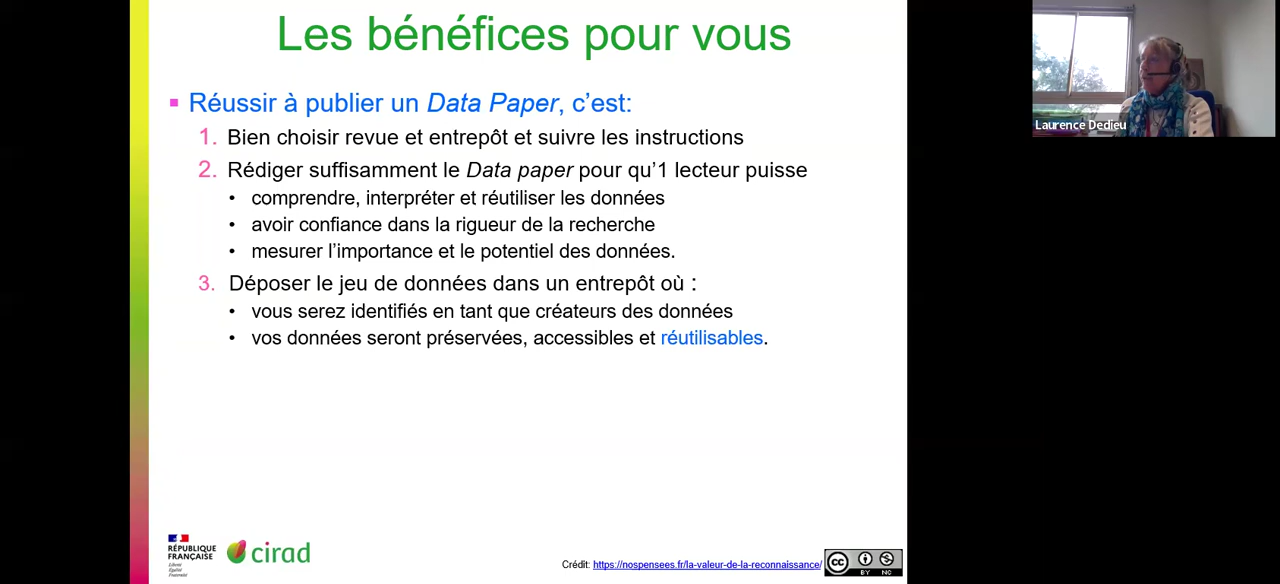 Les bénéfices pour vous
Réussir à publier un Data Paper, c’est:
1. Bien choisir revue et entrepôt et suivre les instructions
2. Rédiger suffisamment le Data paper pour qu’1 lecteur puisse
• comprendre, interpréter et réutiliser les données
• avoir confiance dans la rigueur de la recherche
• mesurer l’importance et le potentiel des données.
3. Déposer le jeu de données dans un entrepôt où :
• vous serez identifiés en tant que créateurs des données
• vos données seront préservées, accessibles et réutilisables.
Laurence Dedieu
RÉPUBLIQUE
FRANÇAISE
Liberté
Égalité
Fraternité
cirad
Crédit: https://nospensees.fr/la-valeur-de-la-reconnaissance/
cc
BY NC